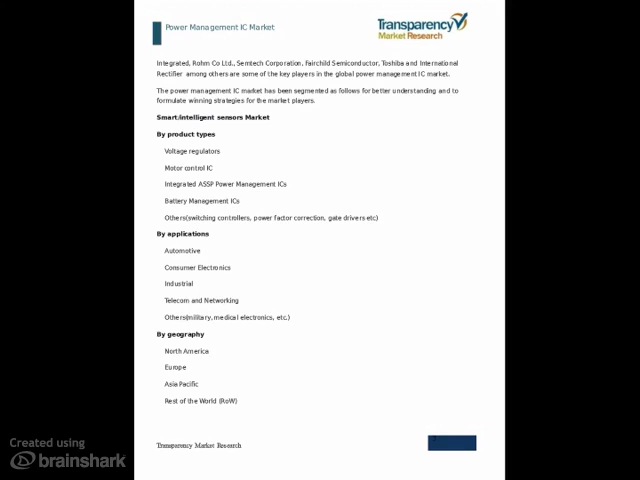 Power Management IC Market
Transparency
Market Research
Integrated, Rohm Co Ltd., Semtech Corporation, Fairchild Semiconductor, Toshiba and International
Rectifier among others are some of the key players in the global power management IC market.
The power management IC market has been segmented as follows for better understanding and to
formulate winning strategies for the market players.
Smart/intelligent sensors Market
By product types
Voltage regulators
Motor control IC
Integrated ASSP Power Management ICs
Battery Management ICs
Others(switching controllers, power factor correction, gate drivers etc)
By applications
Automotive
Consumer Electronics
Industrial
Telecom and Networking
Others(military, medical electronics, etc.)
By geography
North America
Europe
Asia Pacific
Rest of the World (RoW)
Transparency Market Research
Created using
brainshark